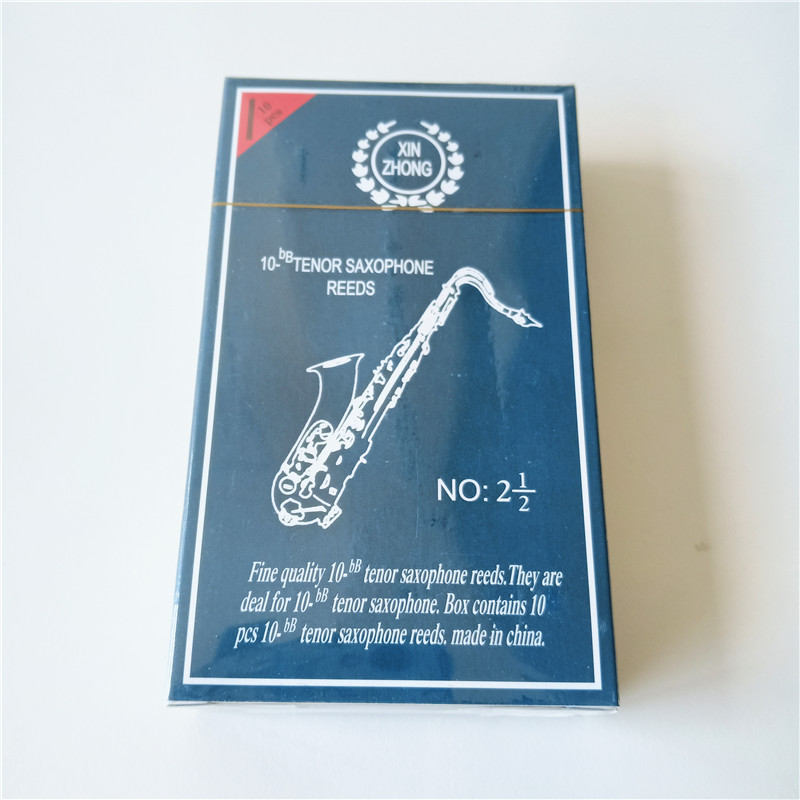 10
pcs
XIN
ZHONG
10-bBTENOR SAXOPHONE
REEDS
NO: 2 1/2
Fine quality 10-bB tenor saxophone reeds.They are
deal for 10-bB tenor saxophone. Box contains 10
pcs 10-bB tenor saxophone reeds. made in china.